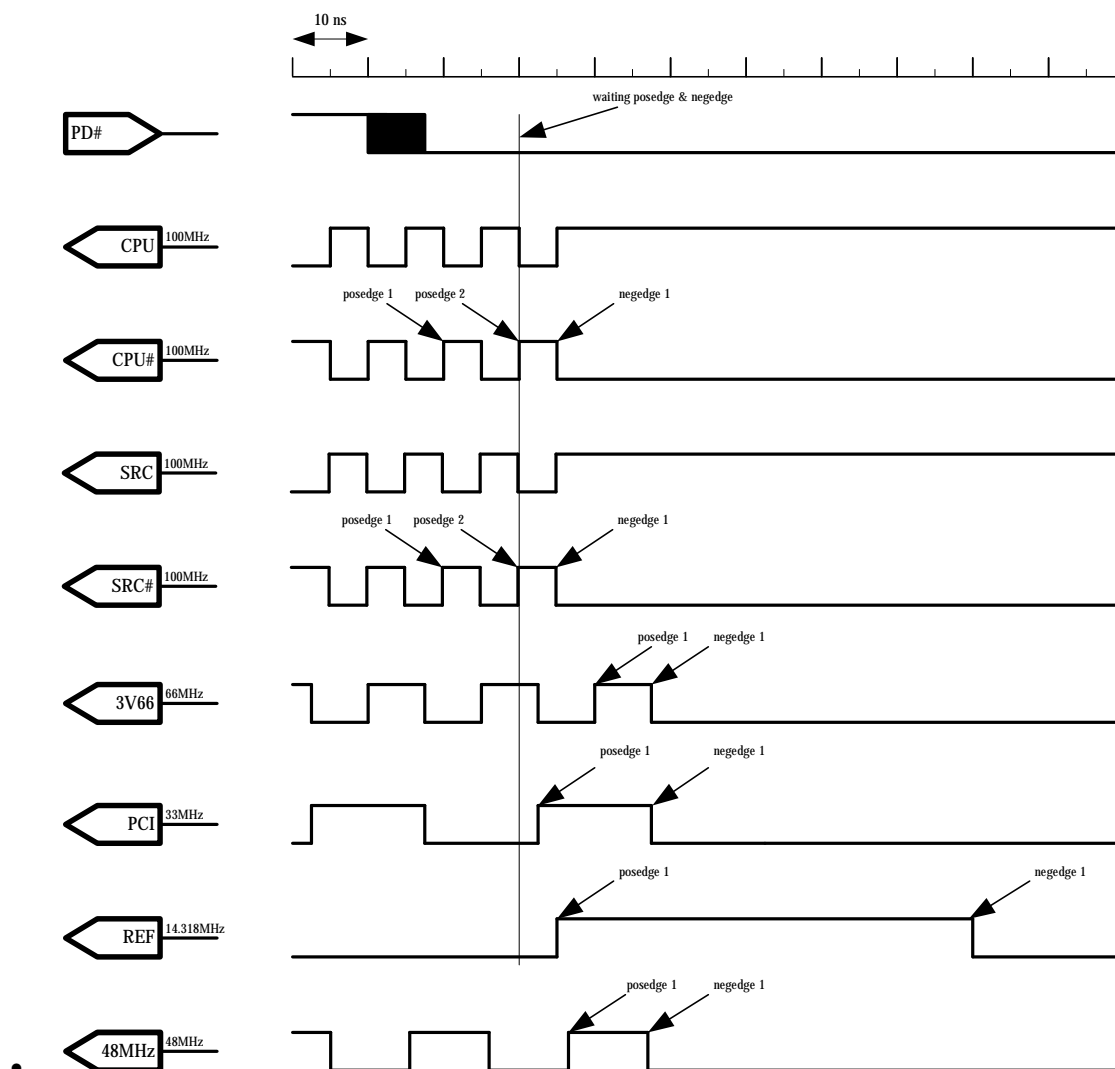 10 ns
waiting posedge & negedge
PD#
CPU
100MHz
posedge 1
posedge 2
negedge 1
CPU#
100MHz
SRC
100MHz
posedge 1
posedge 2
negedge 1
SRC#
100MHz
posedge 1
negedge 1
3V66
66MHz
posedge 1
negedge 1
PCI
33MHz
posedge 1
negedge 1
REF
14.318MHz
posedge 1
negedge 1
48MHz
48MHz